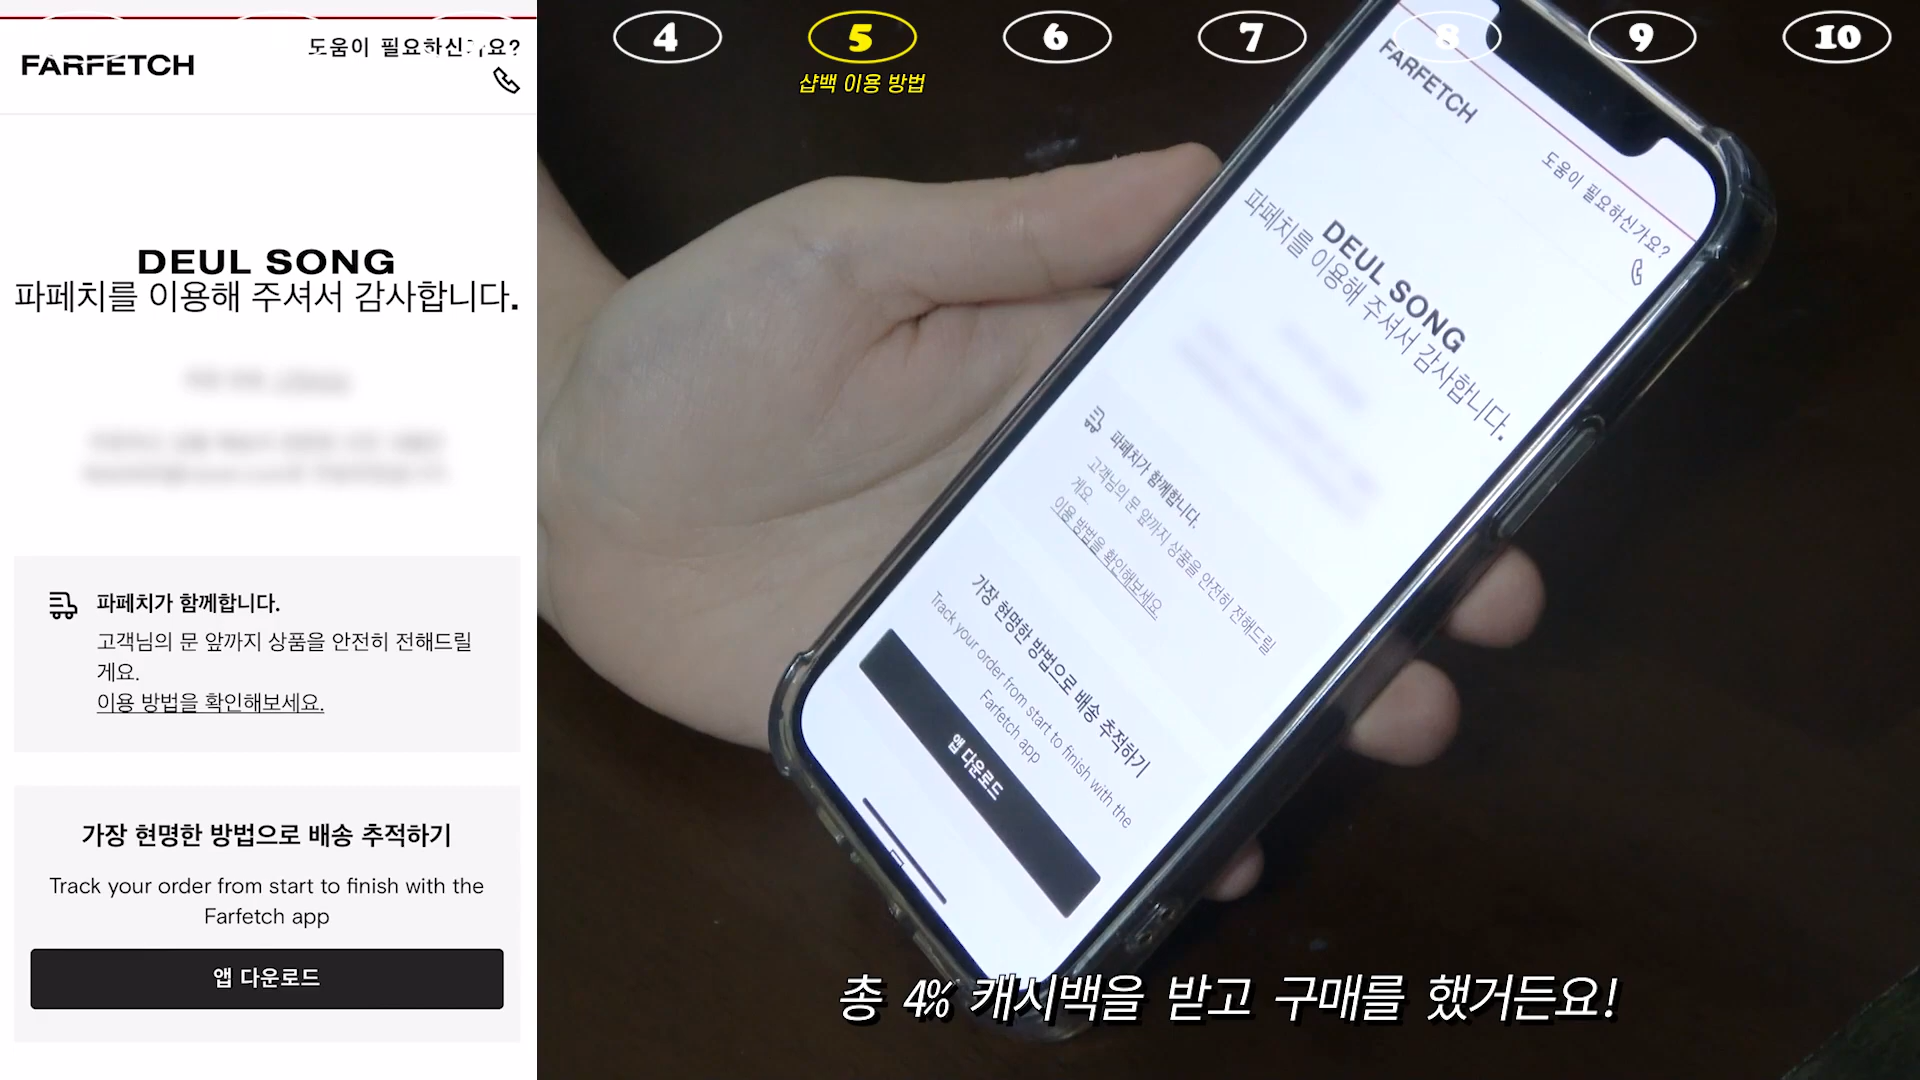 FARFETCH
도움이 필요하신가요?
DEUL SONG
파페치를 이용해 주셔서 감사합니다.
파페치가 함께합니다.
고객님의 문 앞까지 상품을 안전히 전해드릴
게요.
이용 방법을 확인해보세요.
가장 현명한 방법으로 배송 추적하기
Track your order from start to finish with the
Farfetch app
앱 다운로드
4
5
6
7
8
9
10
샵백 이용 방법
FARFETCH
도움이 필요하신가요?
DEUL SONG
파페치를 이용해 주셔서 감사합니다.
파페치가 함께합니다.
고객님의 문 앞까지 상품을 안전히 전해드릴
게요.
이용 방법을 확인해보세요.
가장 현명한 방법으로 배송 추적하기
Track your order from start to finish with the
Farfetch app
앱 다운로드
총 4% 캐시백을 받고 구매를 했거든요!